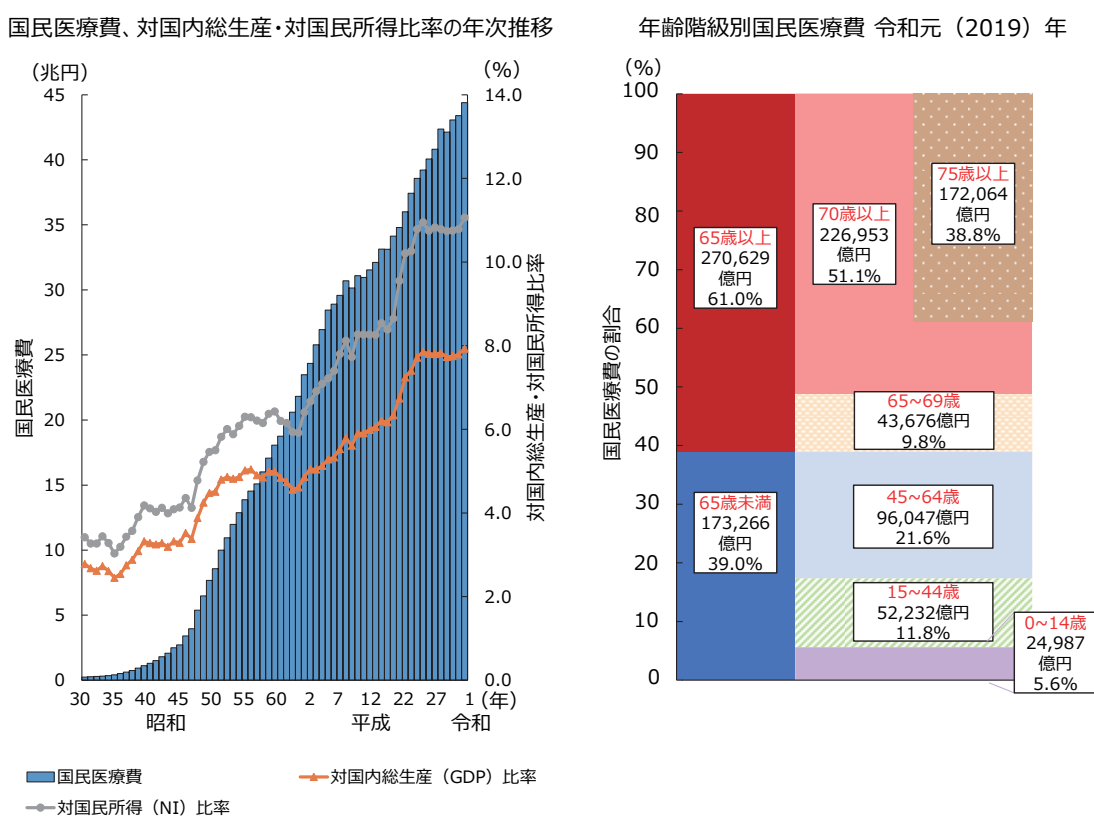 国民医療費、対国内総生産・対国民所得比率の年次推移
(兆円)
(%)
45
40
35
30
25
20
15
10
5
0
14.0
12.0
10.0
8.0
6.0
4.0
2.0
0.0
国民医療費
対国内総生産・対国民所得比率
30 35 40 45 50 55 60 2 7 12 22 27 1 (年)
昭和 平成 令和
国民医療費
対国内総生産（GDP）比率
対国民所得（NI）比率
年齢階級別国民医療費 令和元（2019）年
(%)
100
90
80
70
60
50
40
30
20
10
0
国民医療費の割合
65歳以上
270,629
億円
61.0%
70歳以上
226,953
億円
51.1%
75歳以上
172,064
億円
38.8%
65~69歳
43,676億円
9.8%
65歳未満
173,266
億円
39.0%
45~64歳
96,047億円
21.6%
15~44歳
52,232億円
11.8%
0~14歳
24,987
億円
5.6%